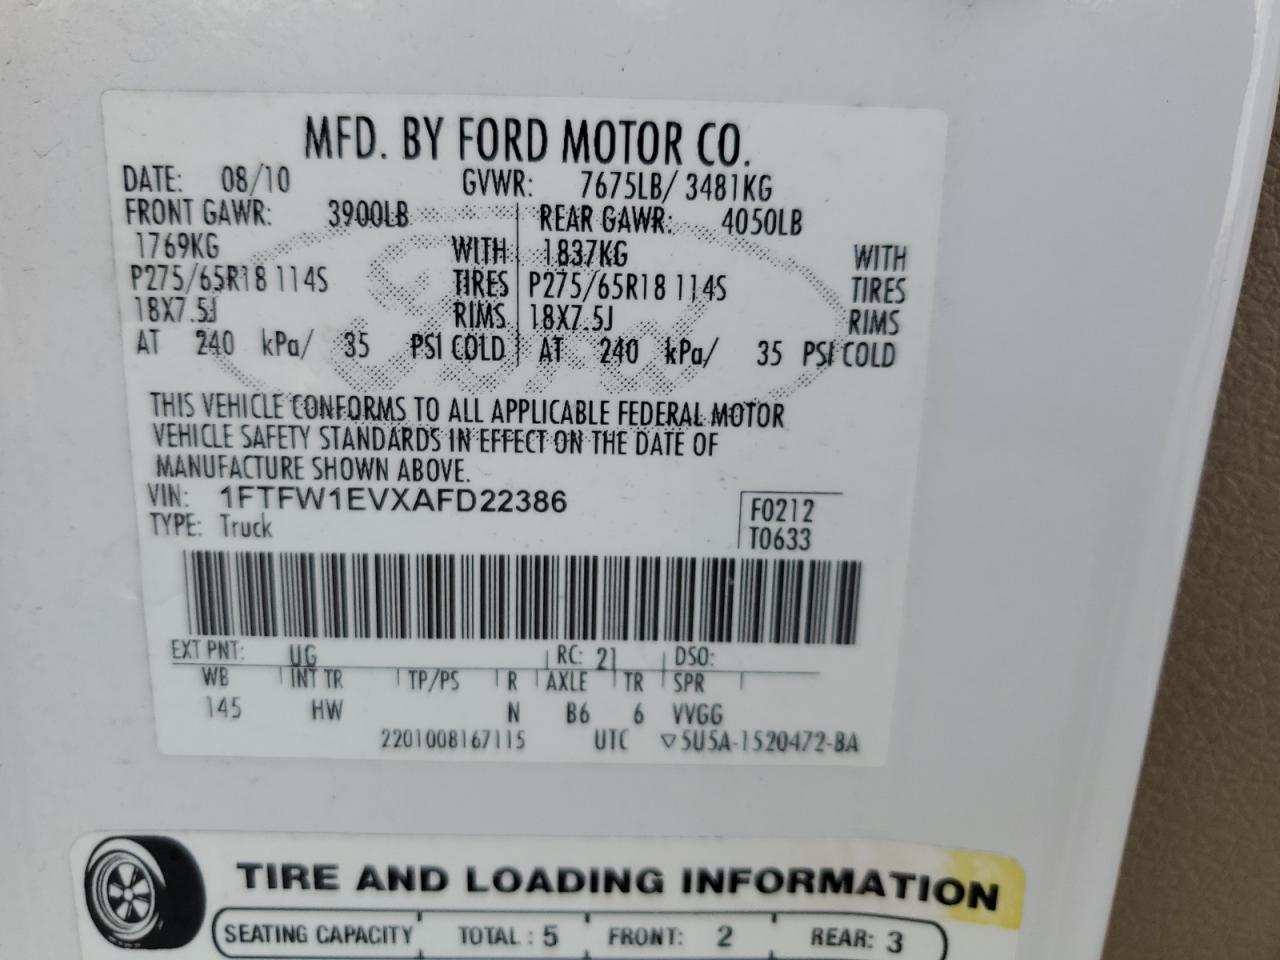 MFD. BY FORD MOTOR CO.
DATE: 08/10 GVWR: 7675LB/ 3481KG
FRONT GAWR: 3900LB REAR GAWR: 4050LB
1769KG WITH 1837KG WITH
P275/65R18 114S TIRES P275/65R18 114S TIRES
18X7.5J RIMS 18X7.5J RIMS
AT 240 kPa/ 35 PSI COLD AT 240 kPa/ 35 PSI COLD
THIS VEHICLE CONFORMS TO ALL APPLICABLE FEDERAL MOTOR
VEHICLE SAFETY STANDARDS IN EFFECT ON THE DATE OF
MANUFACTURE SHOWN ABOVE.
VIN: 1FTFW1EVXAFD22386 F0212
TYPE: Truck T0633
EXT PNT: UG RC: 21 DSO:
WB INT TR TP/PS R AXLE TR SPR
145 HW N B6 6 VVGG
2201008167115 UTC ▽5U5A-1520472-BA
TIRE AND LOADING INFORMATION
SEATING CAPACITY TOTAL : 5 FRONT: 2 REAR: 3